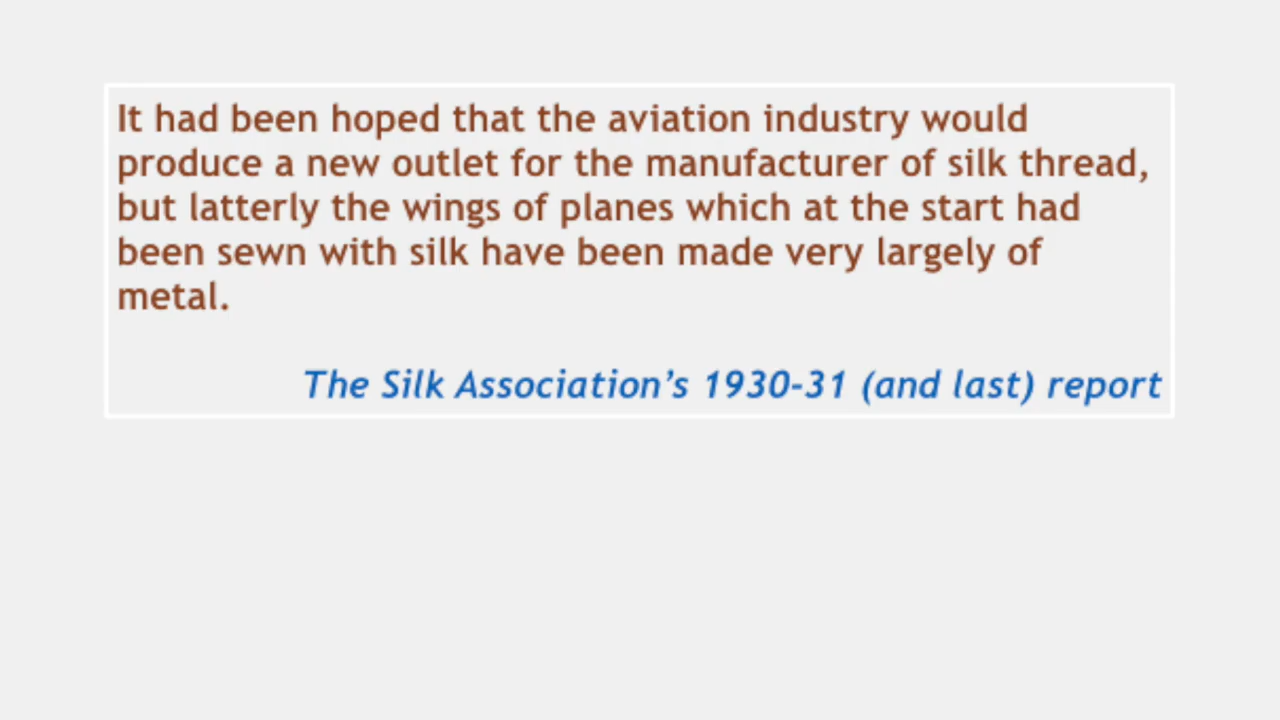 It had been hoped that the aviation industry would
produce a new outlet for the manufacturer of silk thread,
but latterly the wings of planes which at the start had
been sewn with silk have been made very largely of
metal.
The Silk Association’s 1930-31 (and last) report